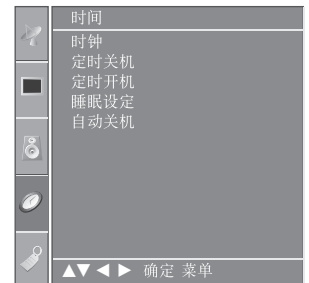 时间
时钟
定时关机
定时开机
睡眠设定
自动关机
▲▼◀▶ 确定 菜单